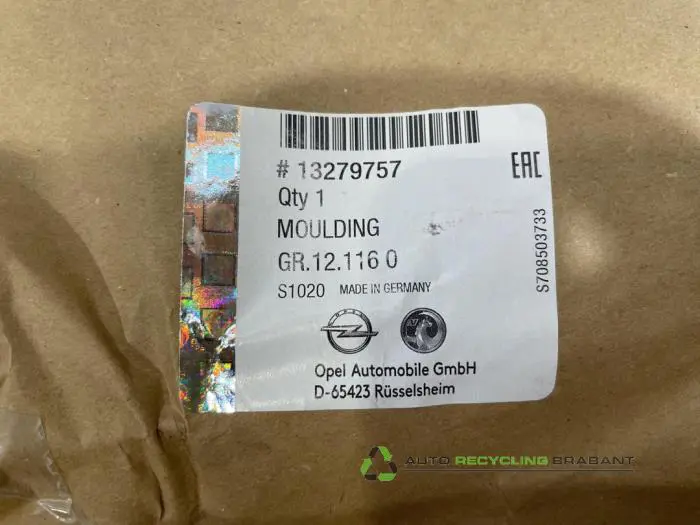 # 13279757
EAC
Qty 1
MOULDING
GR.12.116 0
S1020 MADE IN GERMANY
S708503733
OPEL
Opel Automobile GmbH
D-65423 Rüsselsheim
AUTO RECYCLING BRABANT